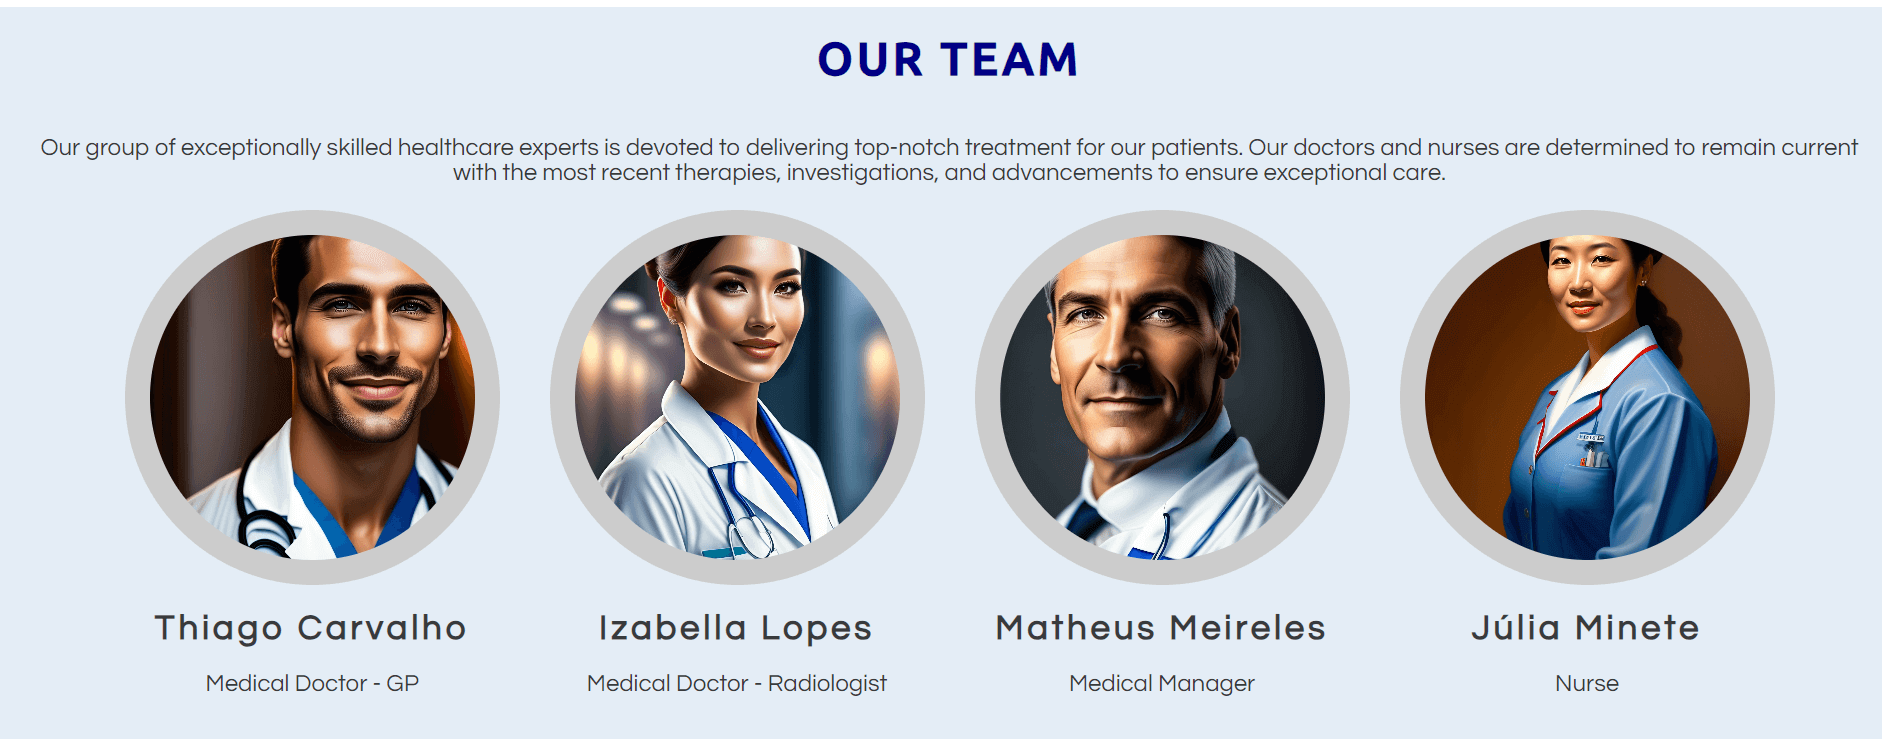 OUR TEAM
Our group of exceptionally skilled healthcare experts is devoted to delivering top-notch treatment for our patients. Our doctors and nurses are determined to remain current
with the most recent therapies, investigations, and advancements to ensure exceptional care.
Thiago Carvalho
Izabella Lopes
Matheus Meireles
Júlia Minete
Medical Doctor - GP
Medical Doctor - Radiologist
Medical Manager
Nurse